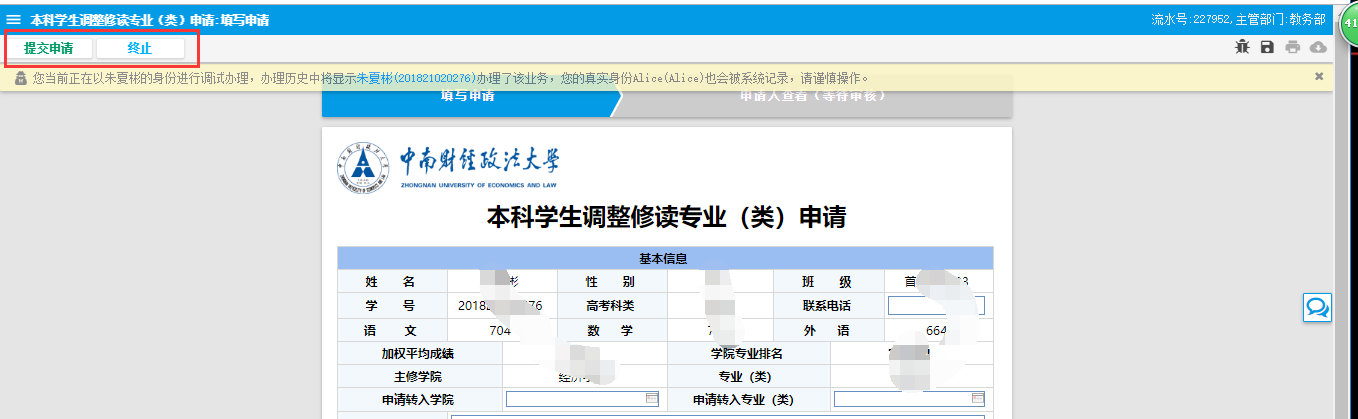 本科学生调整修读专业（类）申请:填写申请
流水号:227952,主管部门:教务部
41
提交申请 终止
您当前正在以朱夏彬的身份进行调试办理，办理历史中将显示朱夏彬(201821020276)办理了该业务，您的真实身份Alice(Alice)也会被系统记录，请谨慎操作。
填写申请 申请人查看（等待审核）
中南财经政法大学
ZHONGNAN UNIVERSITY OF ECONOMICS AND LAW
本科学生调整修读专业（类）申请
基本信息
姓 名 彬 性 别 班 级
学 号 2018 76 高考科类 联系电话
语 文 704 数 学 外 语 664
加权平均成绩 学院专业排名
主修学院 经济 专业（类）
申请转入学院 申请转入专业（类）